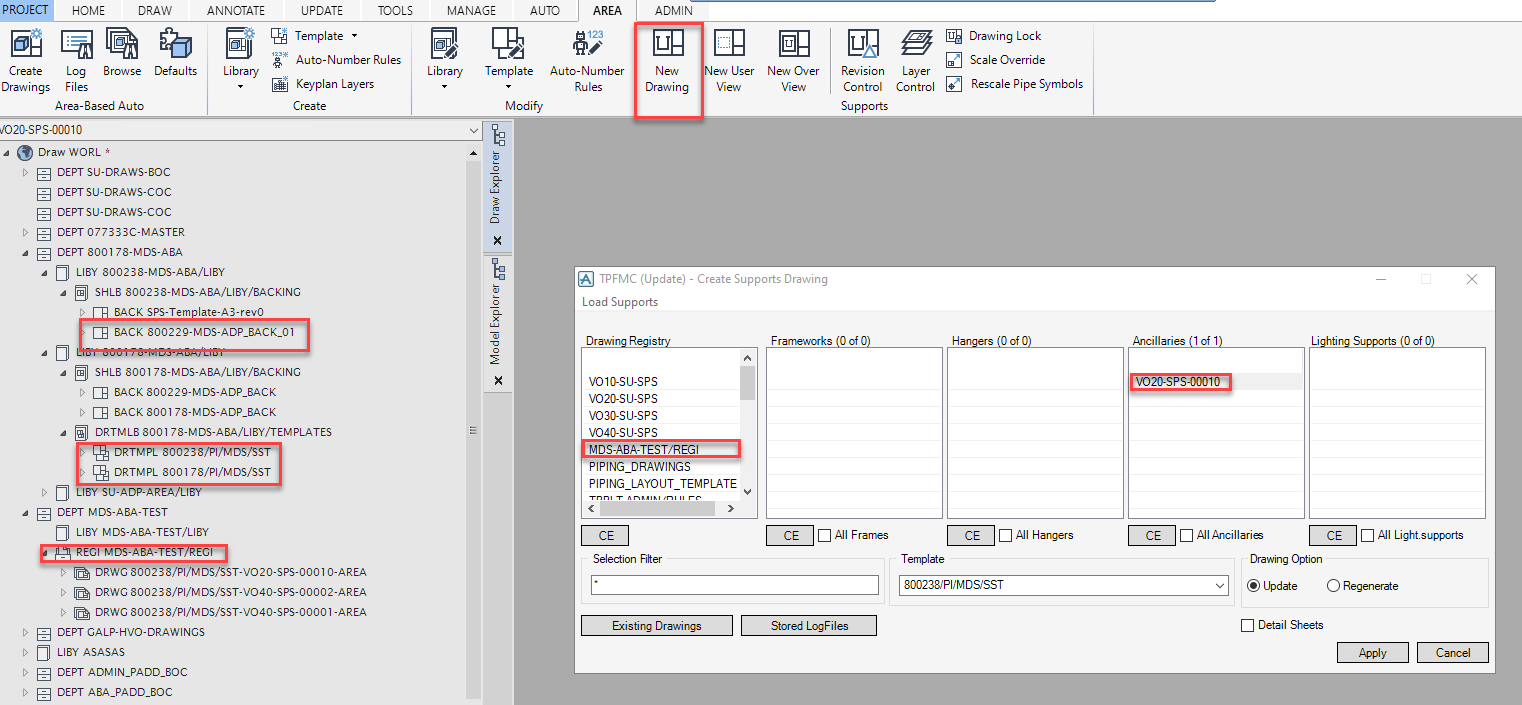 PROJECT HOME DRAW ANNOTATE UPDATE TOOLS MANAGE AUTO AREA ADMIN
Create Drawings
Log Files
Browse
Defaults
Area-Based Auto
Library
Template
Auto-Number Rules
Keyplan Layers
Create
Library
Template
Auto-Number Rules
Modify
New Drawing
New User View
New Over View
Revision Control
Layer Control
Drawing Lock
Scale Override
Rescale Pipe Symbols
Supports
VO20-SPS-00010
Draw WORL *
DEPT SU-DRAWS-BOC
DEPT SU-DRAWS-COC
DEPT SU-DRAWS-COC
DEPT 077333C-MASTER
DEPT 800178-MDS-ABA
LIBY 800238-MDS-ABA/LIBY
SHLB 800238-MDS-ABA/LIBY/BACKING
BACK SPS-Template-A3-rev0
BACK 800229-MDS-ADP_BACK_01
LIBY 800178-MDS-ABA/LIBY
SHLB 800178-MDS-ABA/LIBY/BACKING
BACK 800229-MDS-ADP_BACK
BACK 800178-MDS-ADP_BACK
DRTMLB 800178-MDS-ABA/LIBY/TEMPLATES
DRTMPL 800238/PI/MDS/SST
DRTMPL 800178/PI/MDS/SST
LIBY SU-ADP-AREA/LIBY
DEPT MDS-ABA-TEST
LIBY MDS-ABA-TEST/LIBY
REGI MDS-ABA-TEST/REGI
DRWG 800238/PI/MDS/SST-VO20-SPS-00010-AREA
DRWG 800238/PI/MDS/SST-VO40-SPS-00002-AREA
DRWG 800238/PI/MDS/SST-VO40-SPS-00001-AREA
DEPT GALP-HVO-DRAWINGS
LIBY ASASAS
DEPT ADMIN_PADD_BOC
DEPT ABA_PADD_BOC
Draw Explorer
Model Explorer
TPFMC (Update) - Create Supports Drawing
Load Supports
Drawing Registry
VO10-SU-SPS
VO20-SU-SPS
VO30-SU-SPS
VO40-SU-SPS
MDS-ABA-TEST/REGI
PIPING_DRAWINGS
PIPING_LAYOUT_TEMPLATE
TPPLT-ADMIN/RULES
CE
Frameworks (0 of 0)
CE All Frames
Hangers (0 of 0)
CE All Hangers
Ancillaries (1 of 1)
VO20-SPS-00010
CE All Ancillaries
Lighting Supports (0 of 0)
CE All Light.supports
Selection Filter
*
Template
800238/PI/MDS/SST
Drawing Option
Update Regenerate
Existing Drawings Stored LogFiles
Detail Sheets
Apply Cancel